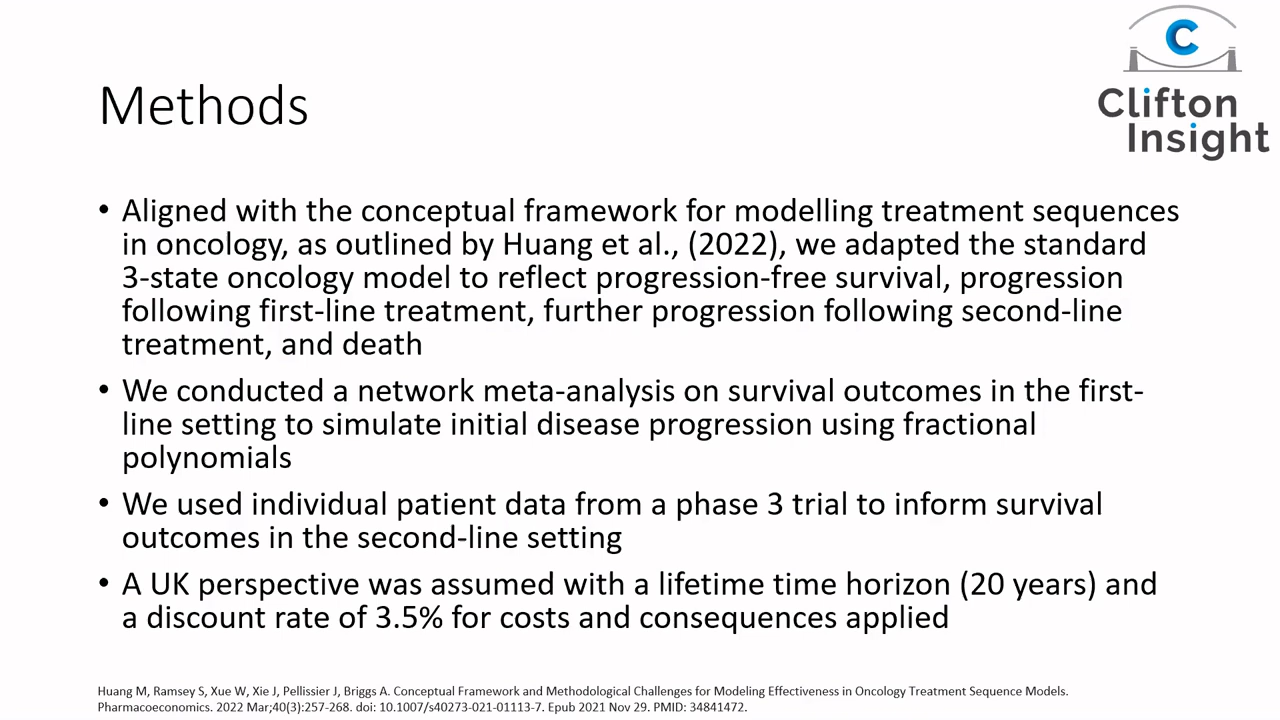 C
Clifton
Insight
Methods
• Aligned with the conceptual framework for modelling treatment sequences
in oncology, as outlined by Huang et al., (2022), we adapted the standard
3-state oncology model to reflect progression-free survival, progression
following first-line treatment, further progression following second-line
treatment, and death
• We conducted a network meta-analysis on survival outcomes in the first-
line setting to simulate initial disease progression using fractional
polynomials
• We used individual patient data from a phase 3 trial to inform survival
outcomes in the second-line setting
• A UK perspective was assumed with a lifetime time horizon (20 years) and
a discount rate of 3.5% for costs and consequences applied
Huang M, Ramsey S, Xue W, Xie J, Pellissier J, Briggs A. Conceptual Framework and Methodological Challenges for Modeling Effectiveness in Oncology Treatment Sequence Models.
Pharmacoeconomics. 2022 Mar;40(3):257-268. doi: 10.1007/s40273-021-01113-7. Epub 2021 Nov 29. PMID: 34841472.